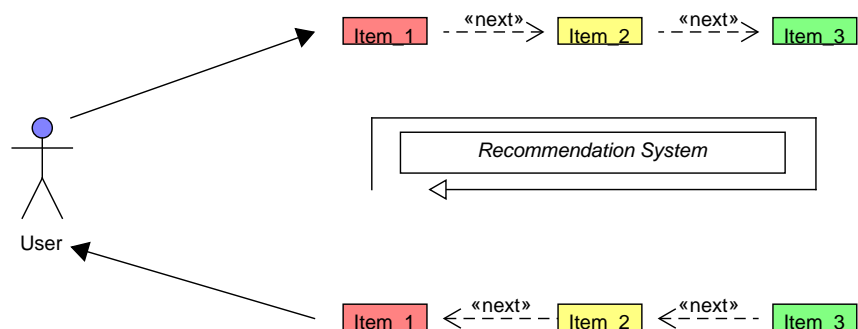 Item_1 «next» Item_2 «next» Item_3
Recommendation System
User
Item_1 «next» Item_2 «next» Item_3